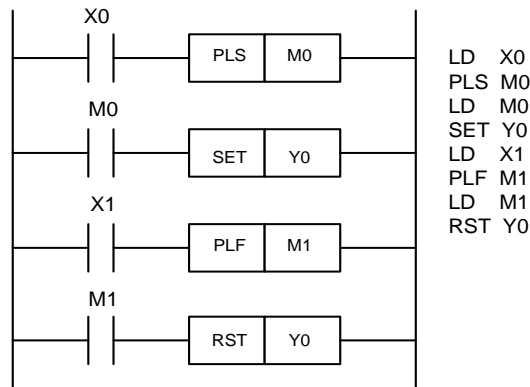 X0
PLS M0
M0
SET Y0
X1
PLF M1
M1
RST Y0
LD X0
PLS M0
LD M0
SET Y0
LD X1
PLF M1
LD M1
RST Y0